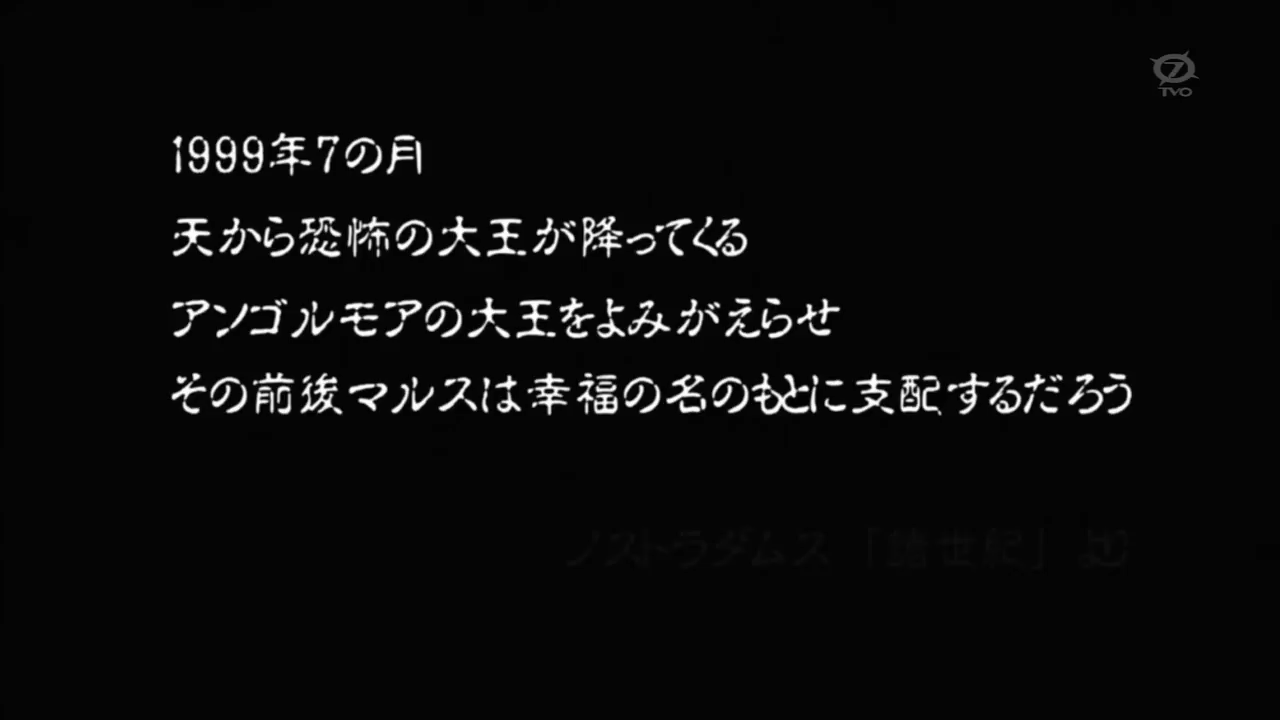 7
TVO
1999年7の月
天から恐怖の大王が降ってくる
アンゴルモアの大王をよみがえらせ
その前後マルスは幸福の名のもとに支配するだろう
ノストラダムス「諸世紀」より